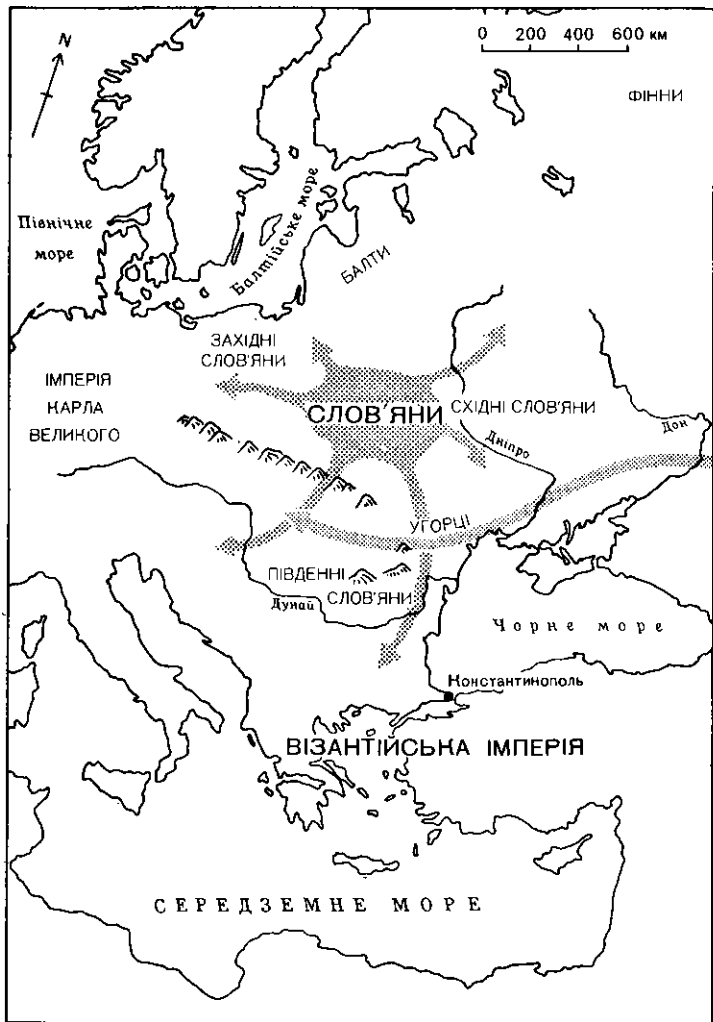 N
0 200 400 600 км
ФІННИ
Північне
море
Балтійське море
БАЛТИ
ЗАХІДНІ
СЛОВ'ЯНИ
ІМПЕРІЯ
КАРЛА
ВЕЛИКОГО
СЛОВ'ЯНИ
СХІДНІ СЛОВ'ЯНИ
Дніпро
Дон
УГОРЦІ
ПІВДЕННІ
СЛОВ'ЯНИ
Дунай
Чорне море
Константинополь
ВІЗАНТІЙСЬКА ІМПЕРІЯ
СЕРЕДЗЕМНЕ МОРЕ